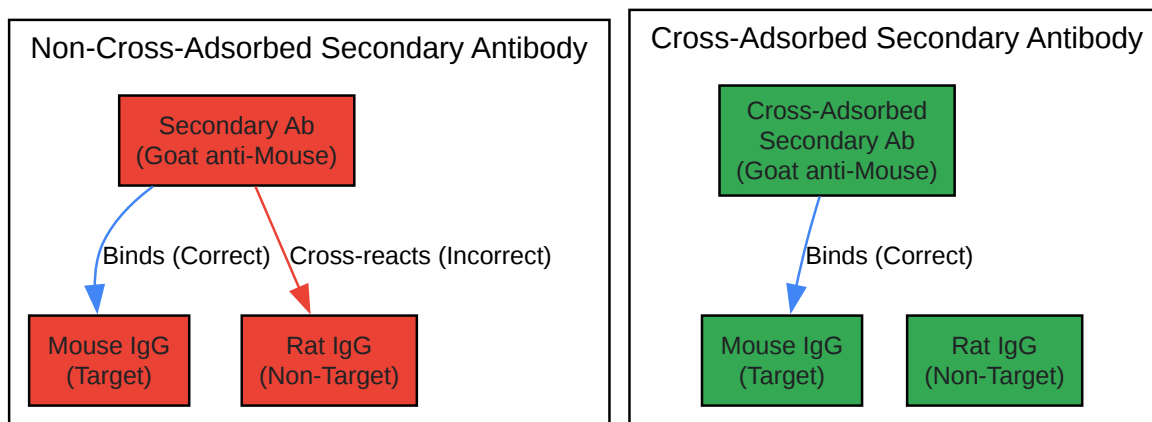 Non-Cross-Adsorbed Secondary Antibody
Secondary Ab
(Goat anti-Mouse)
Binds (Correct)
Cross-reacts (Incorrect)
Mouse IgG
(Target)
Rat IgG
(Non-Target)
Cross-Adsorbed Secondary Antibody
Cross-Adsorbed
Secondary Ab
(Goat anti-Mouse)
Binds (Correct)
Mouse IgG
(Target)
Rat IgG
(Non-Target)